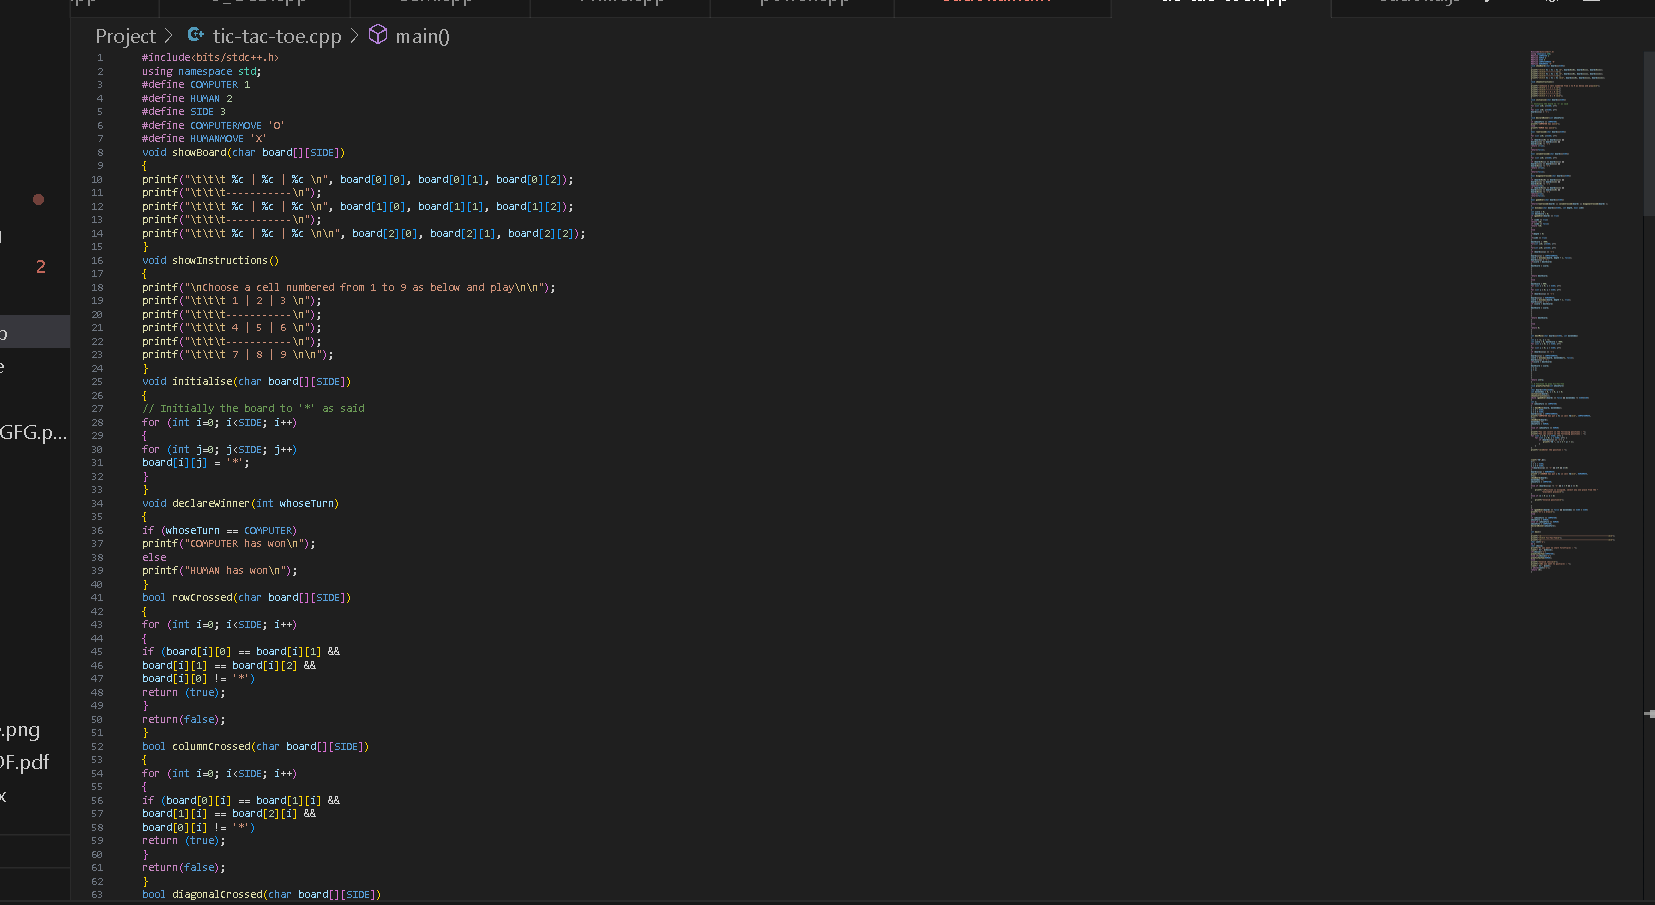 Project > tic-tac-toe.cpp > main()
1 #include<bits/stdc++.h>
2 using namespace std;
3 #define COMPUTER 1
4 #define HUMAN 2
5 #define SIDE 3
6 #define COMPUTERMOVE 'O'
7 #define HUMANMOVE 'X'
8 void showBoard(char board[][SIDE])
9 {
10 printf("\t\t\t %c | %c | %c \n", board[0][0], board[0][1], board[0][2]);
11 printf("\t\t\t-----------\n");
12 printf("\t\t\t %c | %c | %c \n", board[1][0], board[1][1], board[1][2]);
13 printf("\t\t\t-----------\n");
14 printf("\t\t\t %c | %c | %c \n\n", board[2][0], board[2][1], board[2][2]);
15 }
16 void showInstructions()
17 {
18 printf("\nChoose a cell numbered from 1 to 9 as below and play\n\n");
19 printf("\t\t\t 1 | 2 | 3 \n");
20 printf("\t\t\t-----------\n");
21 printf("\t\t\t 4 | 5 | 6 \n");
22 printf("\t\t\t-----------\n");
23 printf("\t\t\t 7 | 8 | 9 \n\n");
24 }
25 void initialise(char board[][SIDE])
26 {
27 // Initially the board to '*' as said
28 for (int i=0; i<SIDE; i++)
29 {
30 for (int j=0; j<SIDE; j++)
31 board[i][j] = '*';
32 }
33 }
34 void declareWinner(int whoseTurn)
35 {
36 if (whoseTurn == COMPUTER)
37 printf("COMPUTER has won\n");
38 else
39 printf("HUMAN has won\n");
40 }
41 bool rowCrossed(char board[][SIDE])
42 {
43 for (int i=0; i<SIDE; i++)
44 {
45 if (board[i][0] == board[i][1] &&
46 board[i][1] == board[i][2] &&
47 board[i][0] != '*')
48 return (true);
49 }
50 return(false);
51 }
52 bool columnCrossed(char board[][SIDE])
53 {
54 for (int i=0; i<SIDE; i++)
55 {
56 if (board[0][i] == board[1][i] &&
57 board[1][i] == board[2][i] &&
58 board[0][i] != '*')
59 return (true);
60 }
61 return(false);
62 }
63 bool diagonalCrossed(char board[][SIDE])
2
GFG.p...
.png
DF.pdf
x